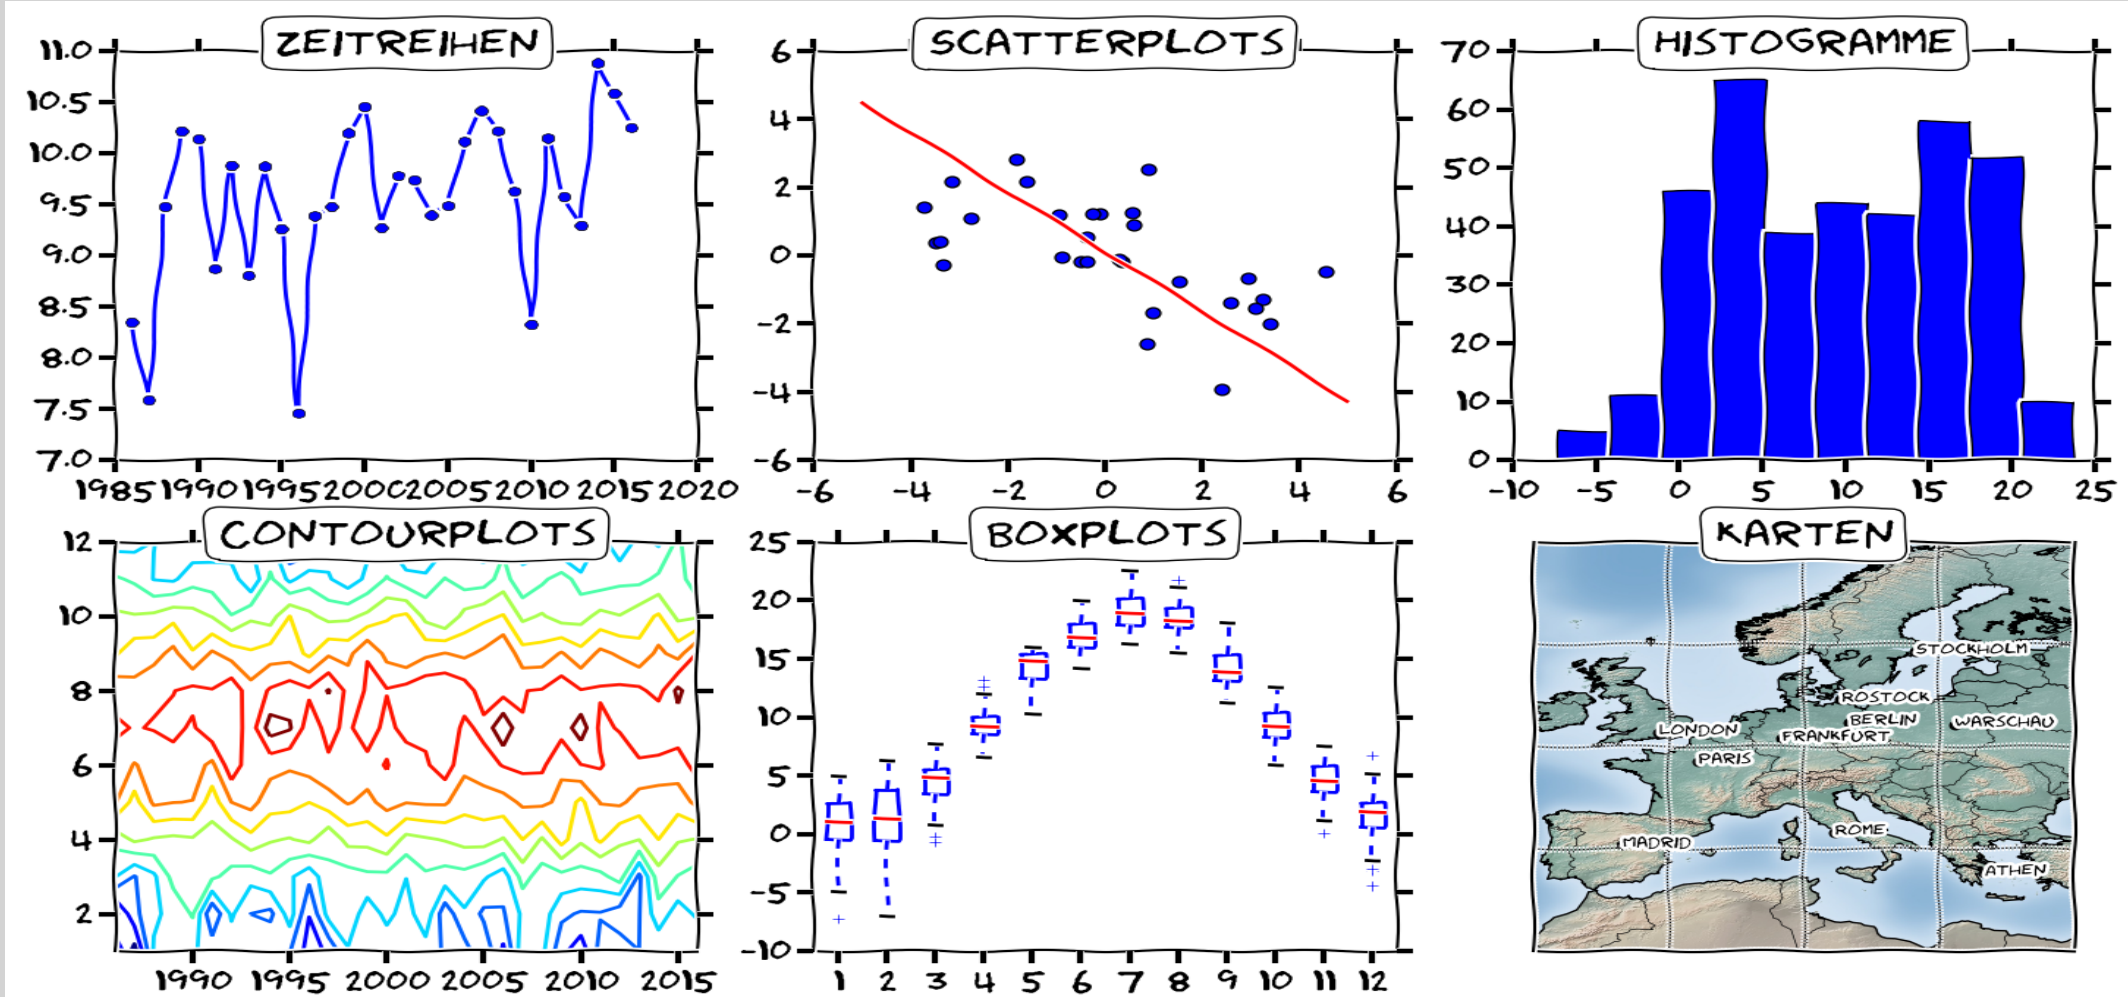 ZEITREIHEN
11.0
10.5
10.0
9.5
9.0
8.5
8.0
7.5
7.0
1985 1990 1995 2000 2005 2010 2015 2020
SCATTERPLOTS
6
4
2
0
-2
-4
-6
-6 -4 -2 0 2 4 6
HISTOGRAMME
70
60
50
40
30
20
10
0
-10 -5 0 5 10 15 20 25
CONTOURPLOTS
12
10
8
6
4
2
1990 1995 2000 2005 2010 2015
BOXPLOTS
25
20
15
10
5
0
-5
-10
1 2 3 4 5 6 7 8 9 10 11 12
KARTEN
STOCKHOLM
ROSTOCK
BERLIN
WARSCHAU
LONDON
FRANKFURT
PARIS
ROME
MADRID
ATHEN